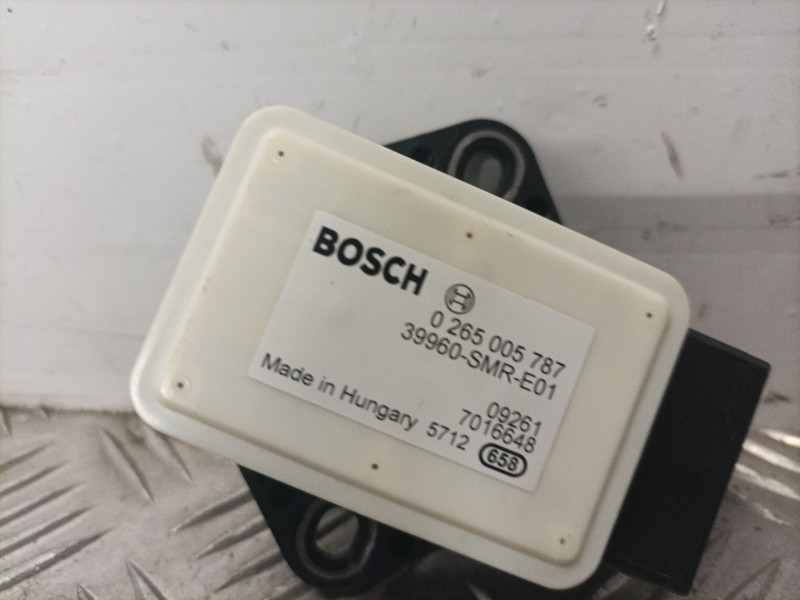 BOSCH
0 265 005 787
39960-SMR-E01
09261
7016648
Made in Hungary 5712 658